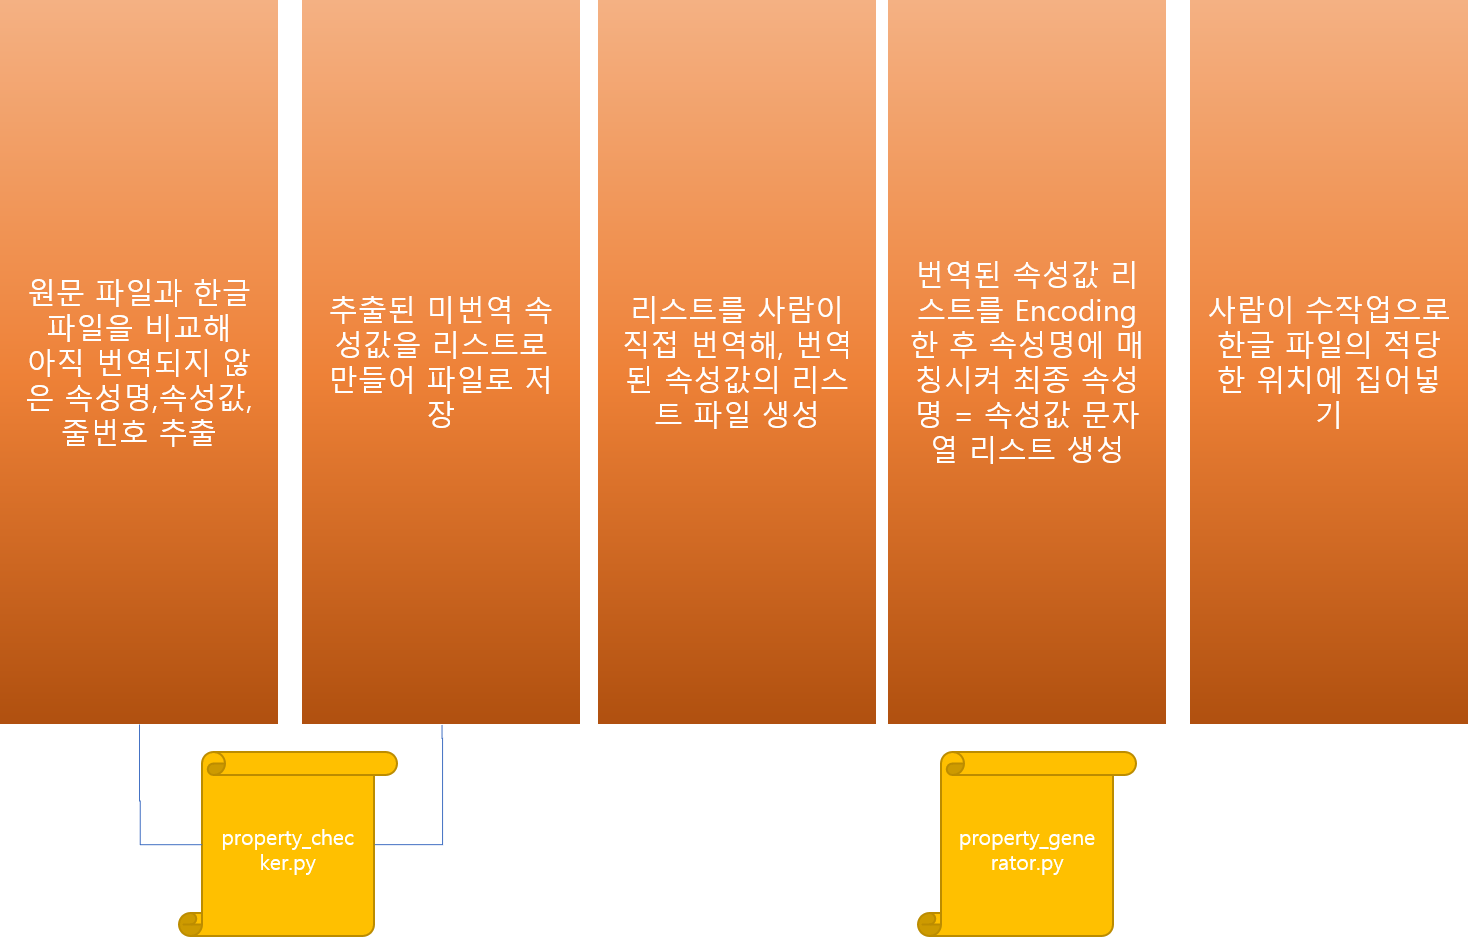 원문 파일과 한글
파일을 비교해
아직 번역되지 않
은 속성명,속성값,
줄번호 추출
추출된 미번역 속
성값을 리스트로
만들어 파일로 저
장
리스트를 사람이
직접 번역해, 번역
된 속성값의 리스
트 파일 생성
번역된 속성값 리
스트를 Encoding
한 후 속성명에 매
칭시켜 최종 속성
명 = 속성값 문자
열 리스트 생성
사람이 수작업으로
한글 파일의 적당
한 위치에 집어넣
기
property_chec
ker.py
property_gene
rator.py